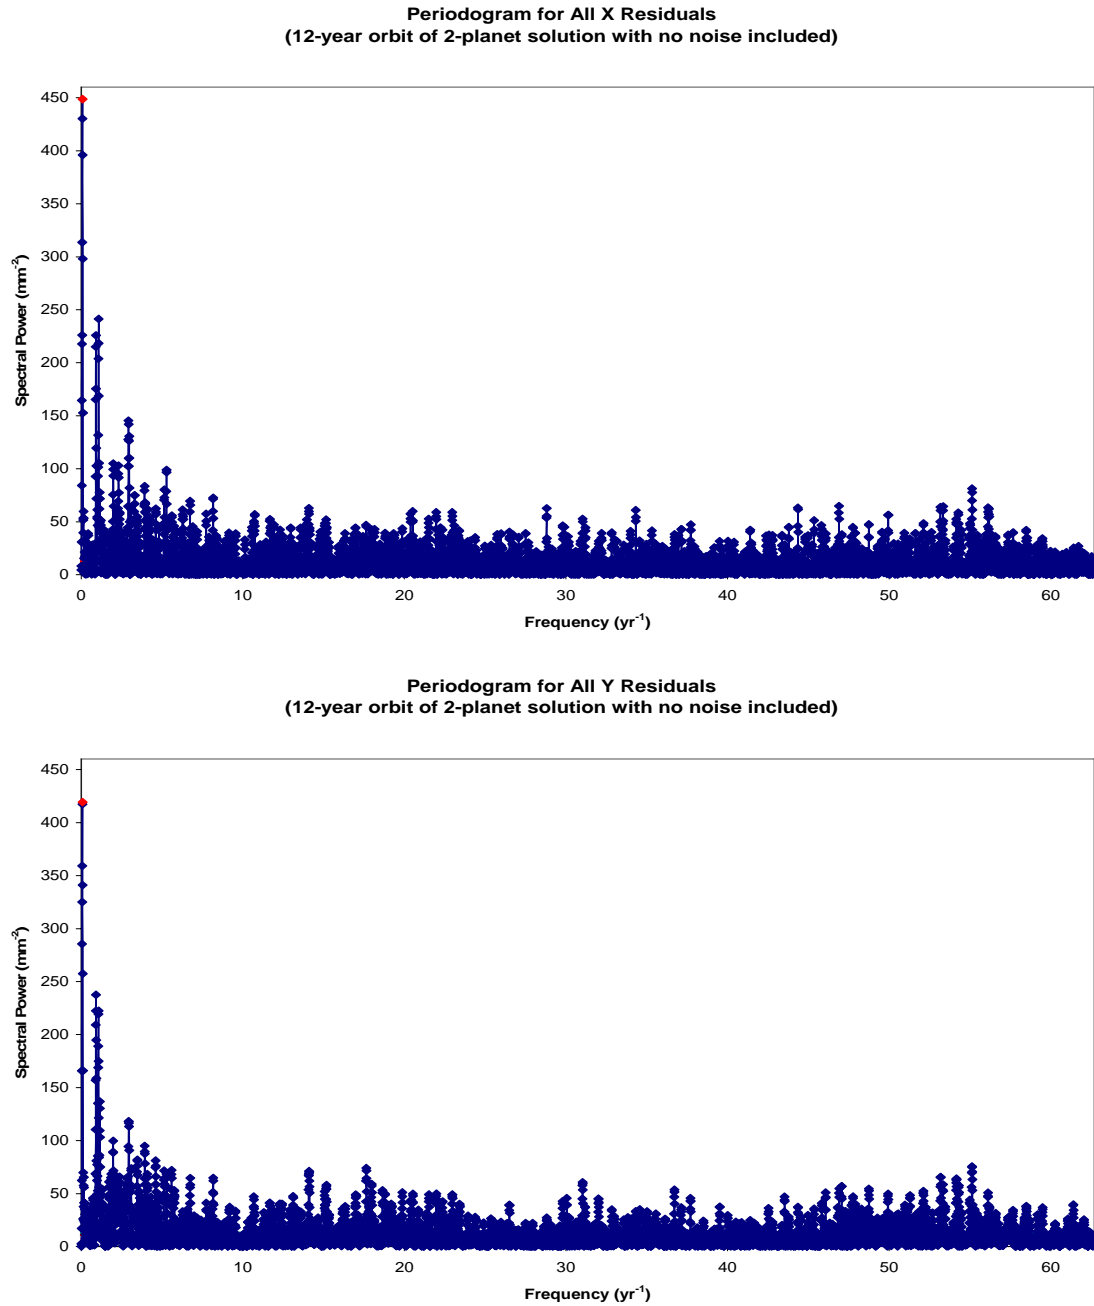 Periodogram for All X Residuals
(12-year orbit of 2-planet solution with no noise included)
450
400
350
300
250
200
150
100
50
0
Spectral Power (mm⁻²)
0 10 20 30 40 50 60
Frequency (yr⁻¹)
Periodogram for All Y Residuals
(12-year orbit of 2-planet solution with no noise included)
450
400
350
300
250
200
150
100
50
0
Spectral Power (mm⁻²)
0 10 20 30 40 50 60
Frequency (yr⁻¹)